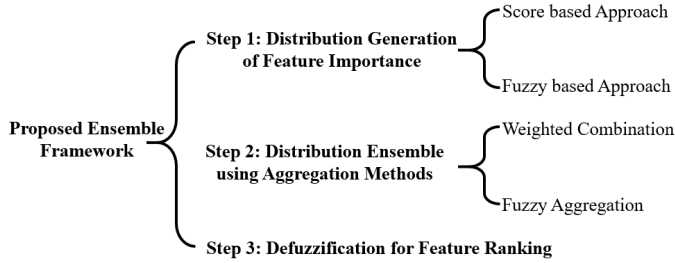 Proposed Ensemble
Framework
Step 1: Distribution Generation
of Feature Importance
Score based Approach
Fuzzy based Approach
Step 2: Distribution Ensemble
using Aggregation Methods
Weighted Combination
Fuzzy Aggregation
Step 3: Defuzzification for Feature Ranking